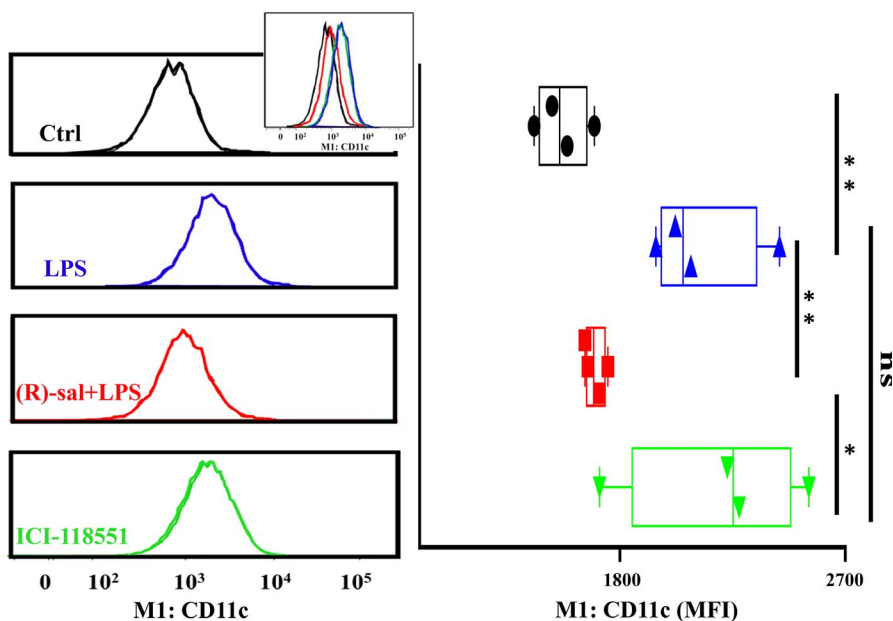 Ctrl
0 10² 10³ 10⁴ 10⁵
M1: CD11c
LPS
(R)-sal+LPS
ICI-118551
0 10² 10³ 10⁴ 10⁵
M1: CD11c
**
**
ns
*
1800 2700
M1: CD11c (MFI)